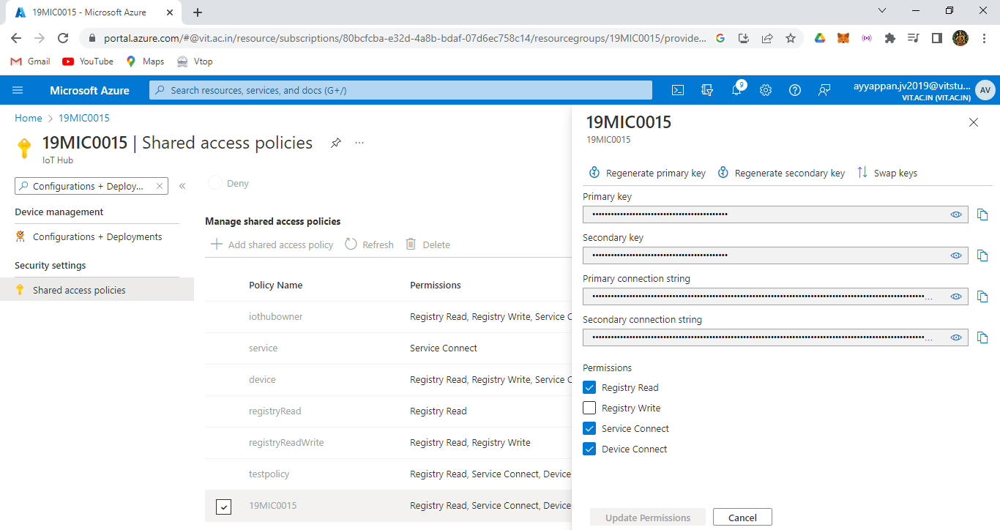 19MIC0015 - Microsoft Azure
portal.azure.com/#@vit.ac.in/resource/subscriptions/80bcfcba-e32d-4a8b-bdaf-07d6ec758c14/resourcegroups/19MIC0015/provide...
Gmail YouTube Maps Vtop
Microsoft Azure
Search resources, services, and docs (G+/)
9
ayyappan.jv2019@vitstu...
VIT.AC.IN (VIT.AC.IN)
AV
Home > 19MIC0015
19MIC0015 | Shared access policies ...
IoT Hub
Configurations + Deploy...
Device management
Configurations + Deployments
Security settings
Shared access policies
Deny
Manage shared access policies
Add shared access policy Refresh Delete
Policy Name Permissions
iothubowner Registry Read, Registry Write, Service C
service Service Connect
device Registry Read, Registry Write, Service C
registryRead Registry Read
registryReadWrite Registry Read, Registry Write
testpolicy Registry Read, Service Connect, Device
19MIC0015 Registry Read, Service Connect, Device
19MIC0015
19MIC0015
Regenerate primary key Regenerate secondary key Swap keys
Primary key
Secondary key
Primary connection string
Secondary connection string
Permissions
Registry Read
Registry Write
Service Connect
Device Connect
Update Permissions Cancel